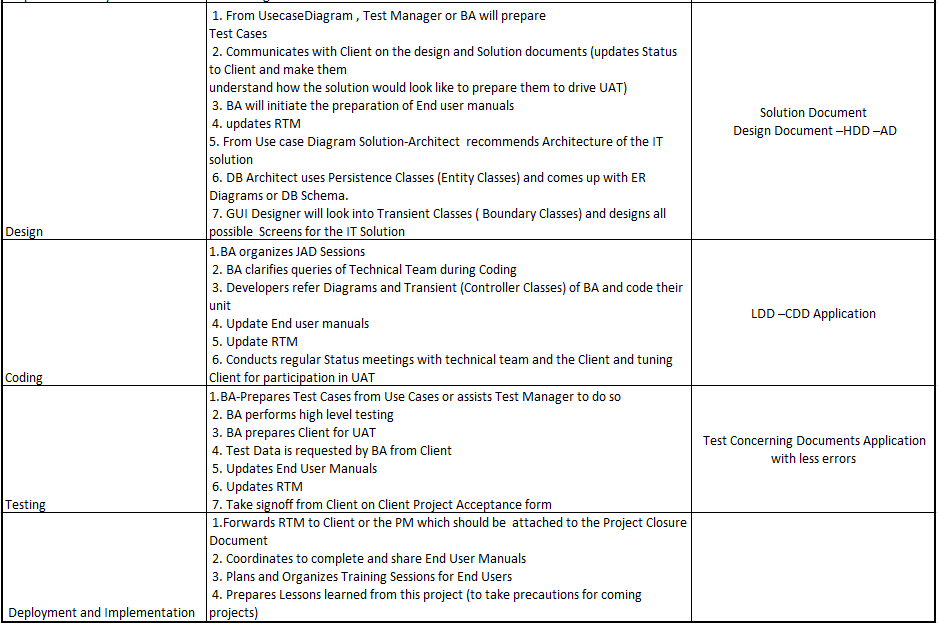 1. From UsecaseDiagram , Test Manager or BA will prepare
Test Cases
2. Communicates with Client on the design and Solution documents (updates Status
to Client and make them
understand how the solution would look like to prepare them to drive UAT)
3. BA will initiate the preparation of End user manuals
4. updates RTM
5. From Use case Diagram Solution-Architect recommends Architecture of the IT
solution
6. DB Architect uses Persistence Classes (Entity Classes) and comes up with ER
Diagrams or DB Schema.
7. GUI Designer will look into Transient Classes ( Boundary Classes) and designs all
possible Screens for the IT Solution
Design
Solution Document
Design Document –HDD –AD
1.BA organizes JAD Sessions
2. BA clarifies queries of Technical Team during Coding
3. Developers refer Diagrams and Transient (Controller Classes) of BA and code their
unit
4. Update End user manuals
5. Update RTM
6. Conducts regular Status meetings with technical team and the Client and tuning
Client for participation in UAT
Coding
LDD –CDD Application
1.BA-Prepares Test Cases from Use Cases or assists Test Manager to do so
2. BA performs high level testing
3. BA prepares Client for UAT
4. Test Data is requested by BA from Client
5. Updates End User Manuals
6. Updates RTM
7. Take signoff from Client on Client Project Acceptance form
Testing
Test Concerning Documents Application
with less errors
1.Forwards RTM to Client or the PM which should be attached to the Project Closure
Document
2. Coordinates to complete and share End User Manuals
3. Plans and Organizes Training Sessions for End Users
4. Prepares Lessons learned from this project (to take precautions for coming
projects)
Deployment and Implementation